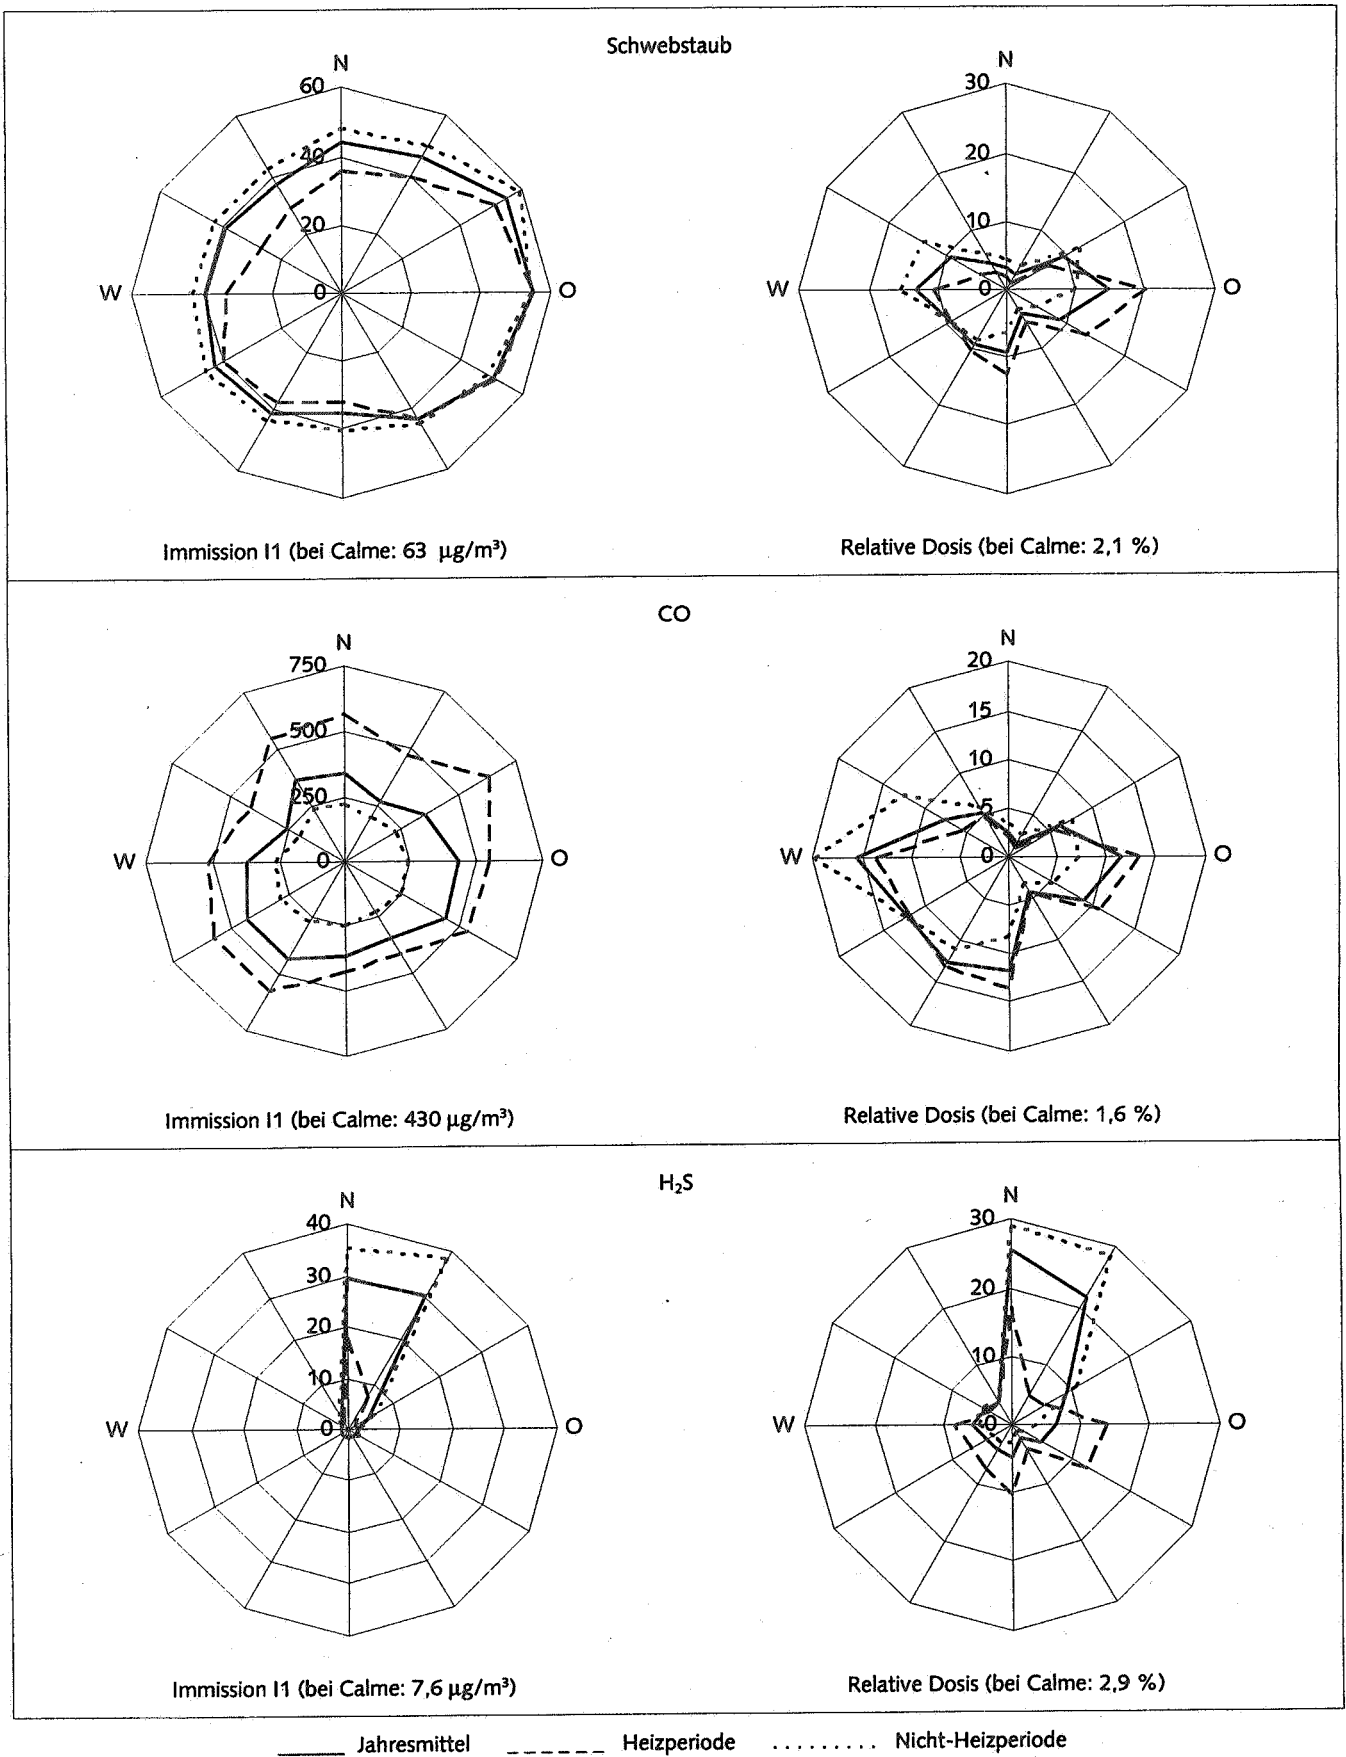 Schwebstaub
N
60
40
20
0
W
O
N
30
20
10
0
W
O
Immission I1 (bei Calme: 63 µg/m³)
Relative Dosis (bei Calme: 2,1 %)
CO
N
750
500
250
0
W
O
N
20
15
10
5
0
W
O
Immission I1 (bei Calme: 430 µg/m³)
Relative Dosis (bei Calme: 1,6 %)
H₂S
N
40
30
20
10
0
W
O
N
30
20
10
0
W
O
Immission I1 (bei Calme: 7,6 µg/m³)
Relative Dosis (bei Calme: 2,9 %)
Jahresmittel Heizperiode Nicht-Heizperiode